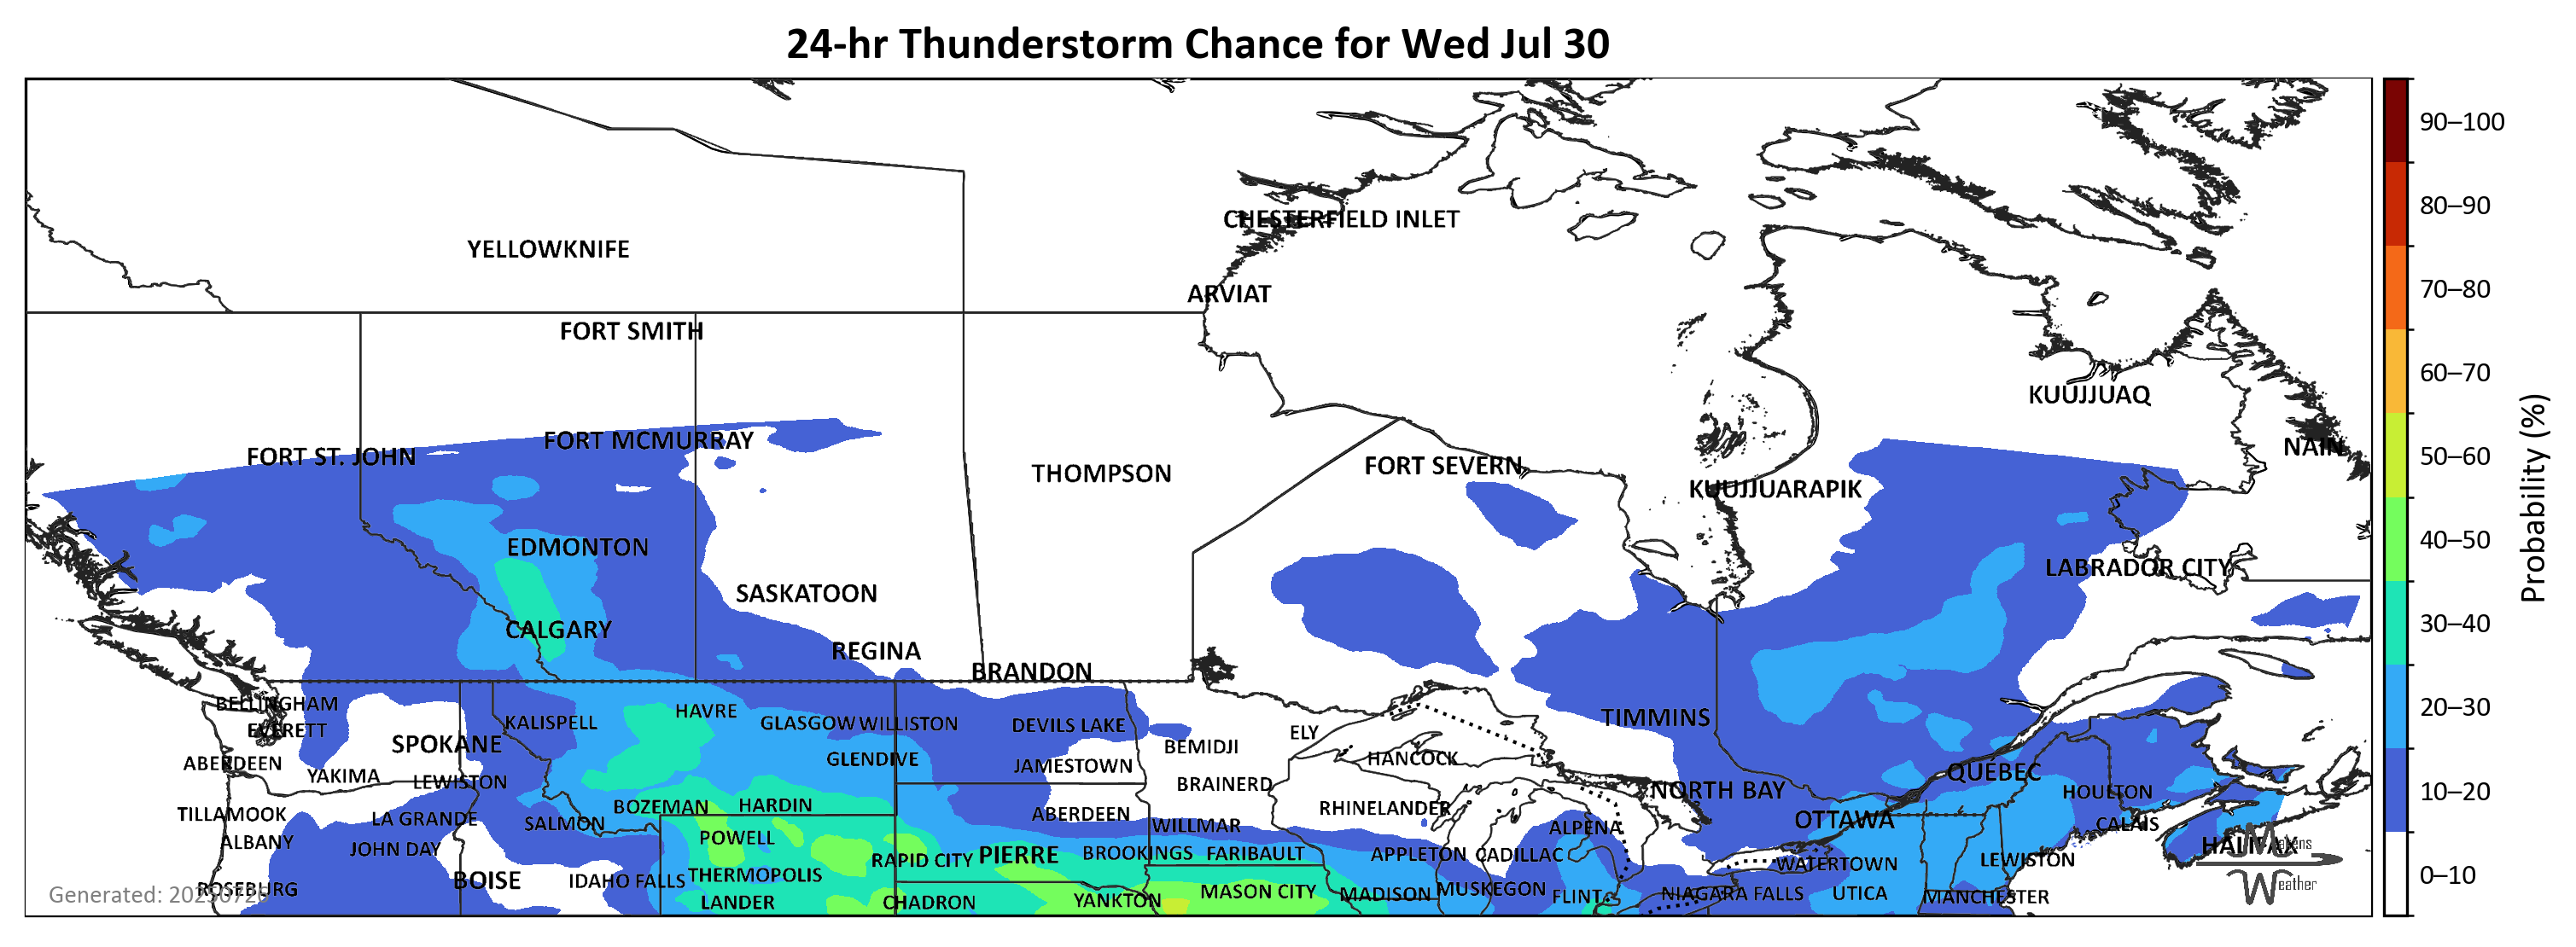 24-hr Thunderstorm Chance for Wed Jul 30
90–100
80–90
70–80
60–70
50–60
40–50
30–40
20–30
10–20
0–10
Probability (%)
CHESTERFIELD INLET
YELLOWKNIFE
ARVIAT
FORT SMITH
KUUJJUAQ
FORT MCMURRAY
NAIN
FORT ST. JOHN
FORT SEVERN
THOMPSON
KUUJJUARAPIK
EDMONTON
LABRADOR CITY
SASKATOON
CALGARY
REGINA
BRANDON
BELLINGHAM
HAVRE
TIMMINS
KALISPELL
GLASGOW
WILLISTON
DEVILS LAKE
EVERETT
ELY
SPOKANE
BEMIDJI
HANCOCK
GLENDIVE
ABERDEEN
JAMESTOWN
QUÉBEC
YAKIMA
LEWISTON
BRAINERD
NORTH BAY
HOULTON
BOZEMAN
HARDIN
RHINELANDER
TILLAMOOK
ABERDEEN
LA GRANDE
OTTAWA
SALMON
WILLMAR
CALAIS
ALPENA
POWELL
ALBANY
HALIFAX
JOHN DAY
BROOKINGS
FARIBAULT
APPLETON
CADILLAC
PIERRE
RAPID CITY
LEWISTON
WATERTOWN
THERMOPOLIS
BOISE
IDAHO FALLS
ROSEBURG
MUSKEGON
MASON CITY
MADISON
NIAGARA FALLS
UTICA
FLINT
MANCHESTER
YANKTON
LANDER
CHADRON
Generated: 20250726
Matens
Weather